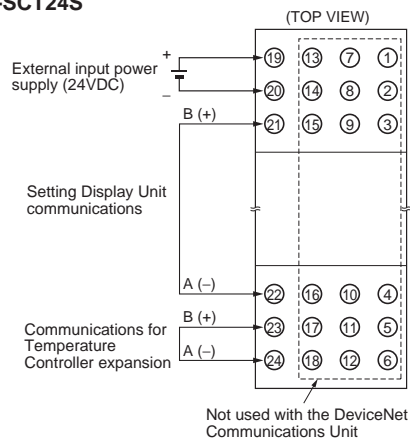 -SCT24S
(TOP VIEW)
+
External input power
supply (24VDC)
–
19 13 7 1
20 14 8 2
B (+)
21 15 9 3
Setting Display Unit
communications
A (–)
22 16 10 4
B (+)
23 17 11 5
Communications for
Temperature
Controller expansion
A (–)
24 18 12 6
Not used with the DeviceNet
Communications Unit